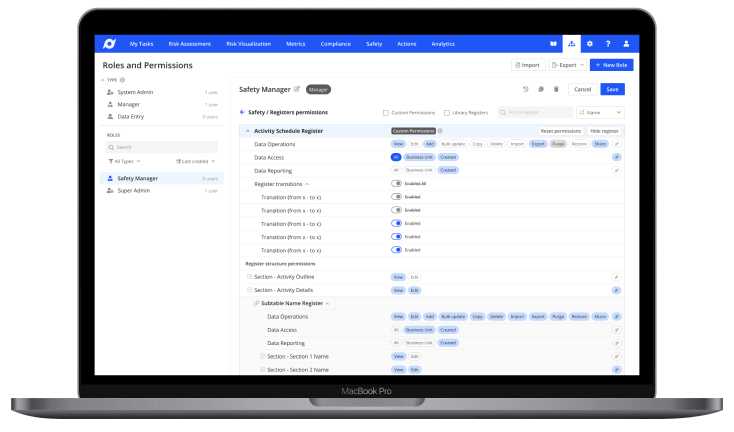 My Tasks Risk Assessment Risk Visualization Metrics Compliance Safety Actions Analytics ?
Roles and Permissions Import Export + New Role
TYPE
System Admin 1 user
Manager 1 user
Data Entry 0 users
ROLES
Search
All Types Last created
Safety Manager 0 users
Super Admin 1 user
Safety Manager Manager Cancel Save
Safety / Registers permissions Custom Permissions Library Registers Find a register Name
Activity Schedule Register Custom Permissions Reset permissions Hide register
Data Operations View Edit Add Bulk update Copy Delete Import Export Purge Restore Share
Data Access All Business Unit Created
Data Reporting All Business Unit Created
Register transitions Enabled All
Transition (from x - to x) Enabled
Transition (from x - to x) Enabled
Transition (from x - to x) Enabled
Transition (from x - to x) Enabled
Transition (from x - to x) Enabled
Register structure permissions
Section - Activity Outline View Edit
Section - Activity Details View Edit
Subtable Name Register
Data Operations View Edit Add Bulk update Copy Delete Import Export Purge Restore Share
Data Access All Business Unit Created
Data Reporting All Business Unit Created
Section - Section 1 Name View Edit
Section - Section 2 Name View Edit
MacBook Pro